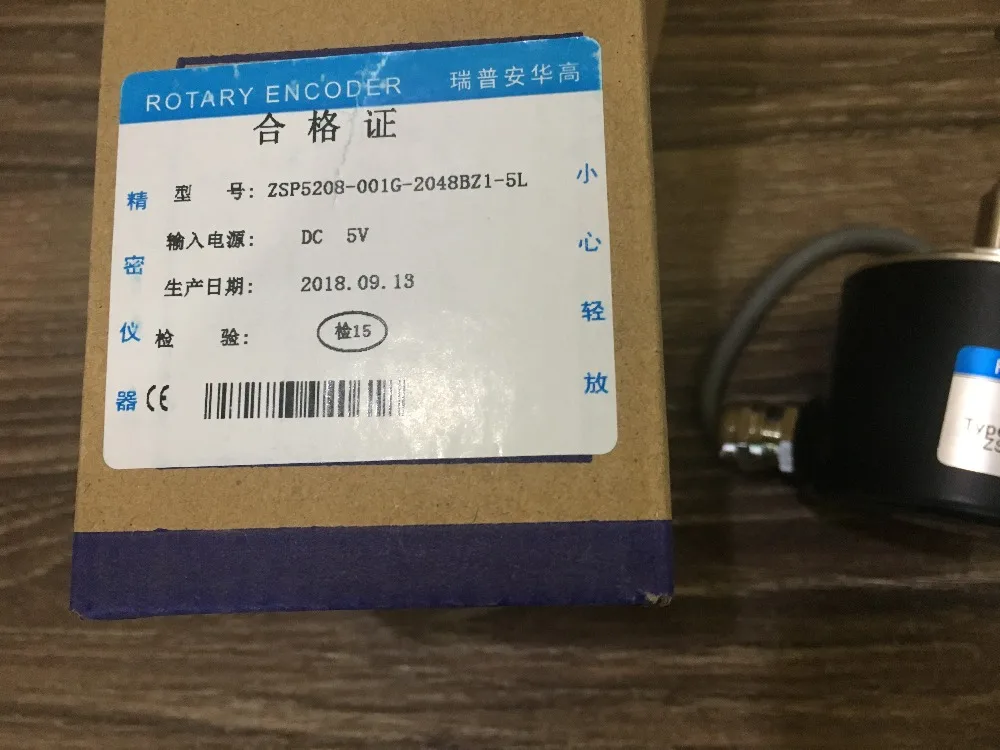 ROTARY ENCODER 瑞普安华高
合格证
型 号: ZSP5208-001G-2048BZ1-5L
输入电源: DC 5V
生产日期: 2018.09.13
检 验: 检15
CE
精密仪器
小心轻放
Type
ZS